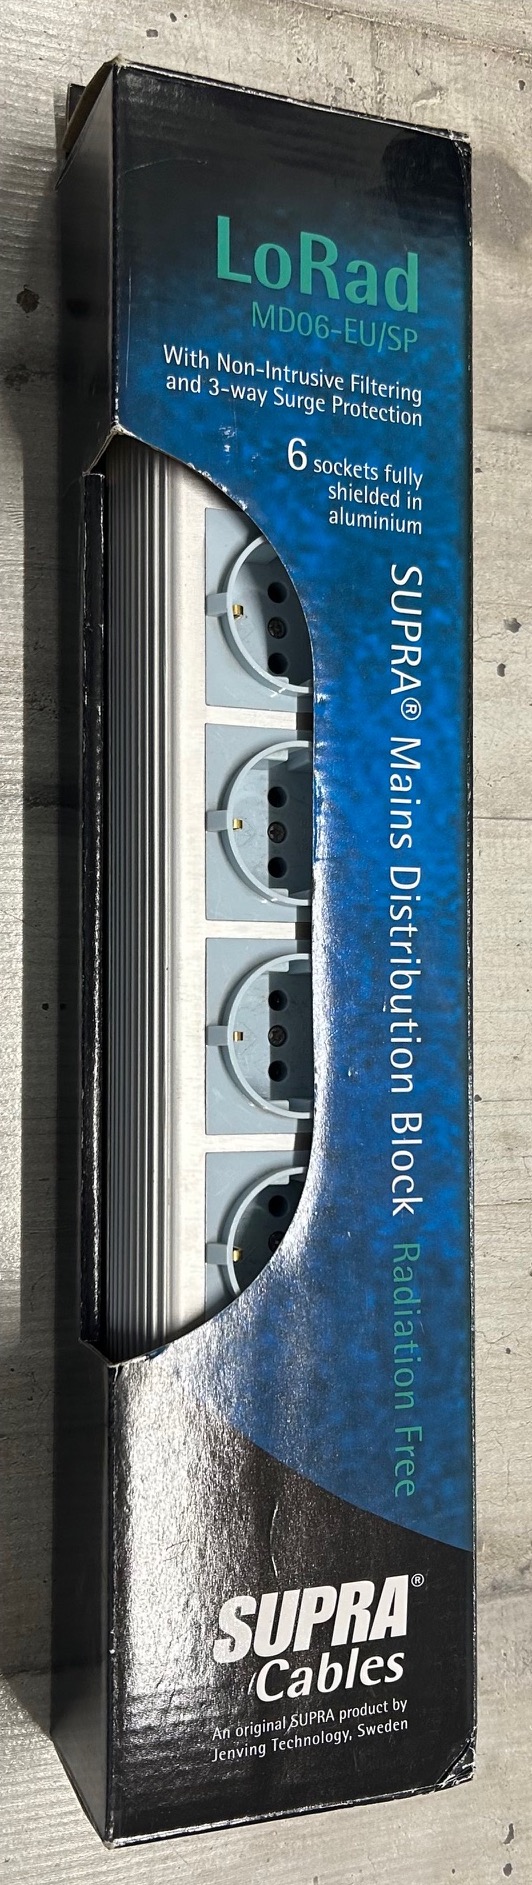 LoRad
MD06-EU/SP
With Non-Intrusive Filtering
and 3-way Surge Protection
6 sockets fully
shielded in
aluminium
SUPRA® Mains Distribution Block Radiation Free
SUPRA®
Cables
An original SUPRA product by
Jenving Technology, Sweden